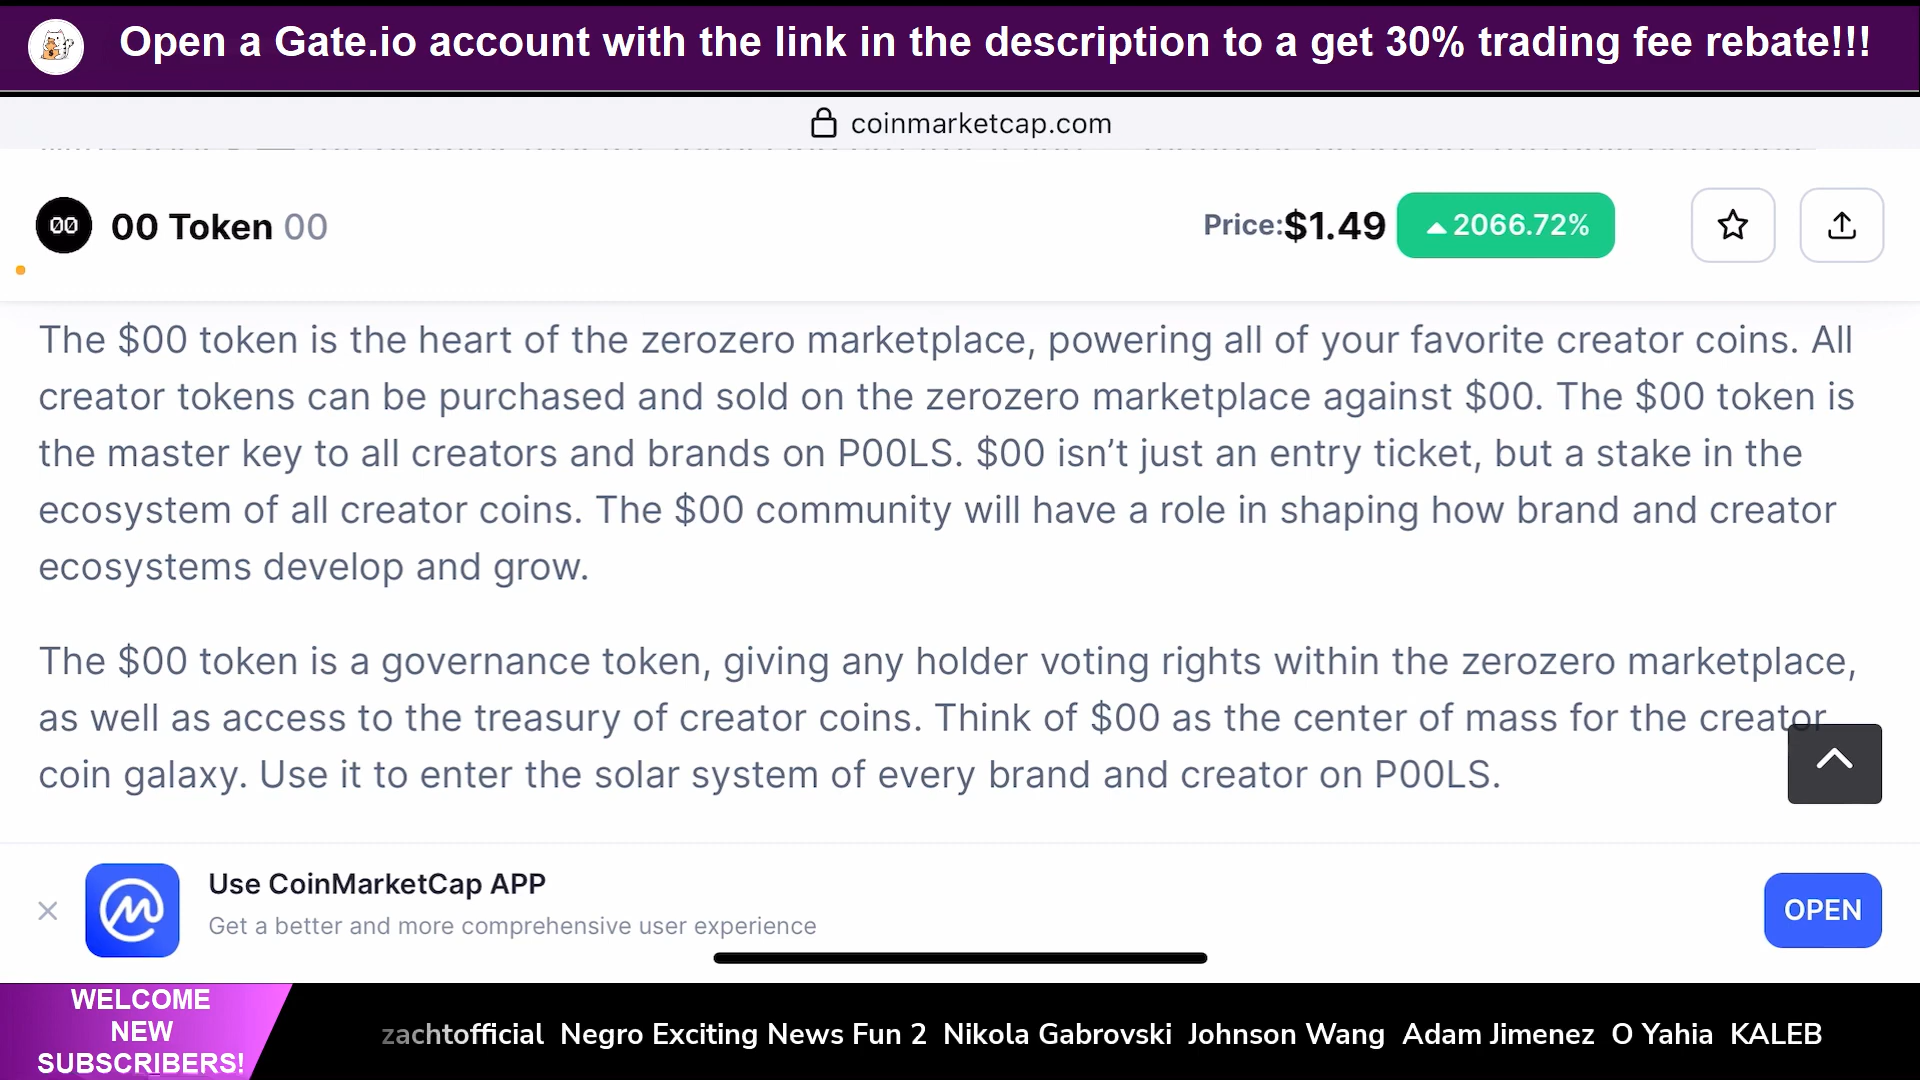 Open a Gate.io account with the link in the description to a get 30% trading fee rebate!!!
coinmarketcap.com
00 00 Token 00
Price:$1.49 2066.72%
The $00 token is the heart of the zerozero marketplace, powering all of your favorite creator coins. All
creator tokens can be purchased and sold on the zerozero marketplace against $00. The $00 token is
the master key to all creators and brands on P00LS. $00 isn’t just an entry ticket, but a stake in the
ecosystem of all creator coins. The $00 community will have a role in shaping how brand and creator
ecosystems develop and grow.
The $00 token is a governance token, giving any holder voting rights within the zerozero marketplace,
as well as access to the treasury of creator coins. Think of $00 as the center of mass for the creator
coin galaxy. Use it to enter the solar system of every brand and creator on P00LS.
Use CoinMarketCap APP
Get a better and more comprehensive user experience
OPEN
WELCOME
NEW
SUBSCRIBERS!
zachtofficial Negro Exciting News Fun 2 Nikola Gabrovski Johnson Wang Adam Jimenez O Yahia KALEB